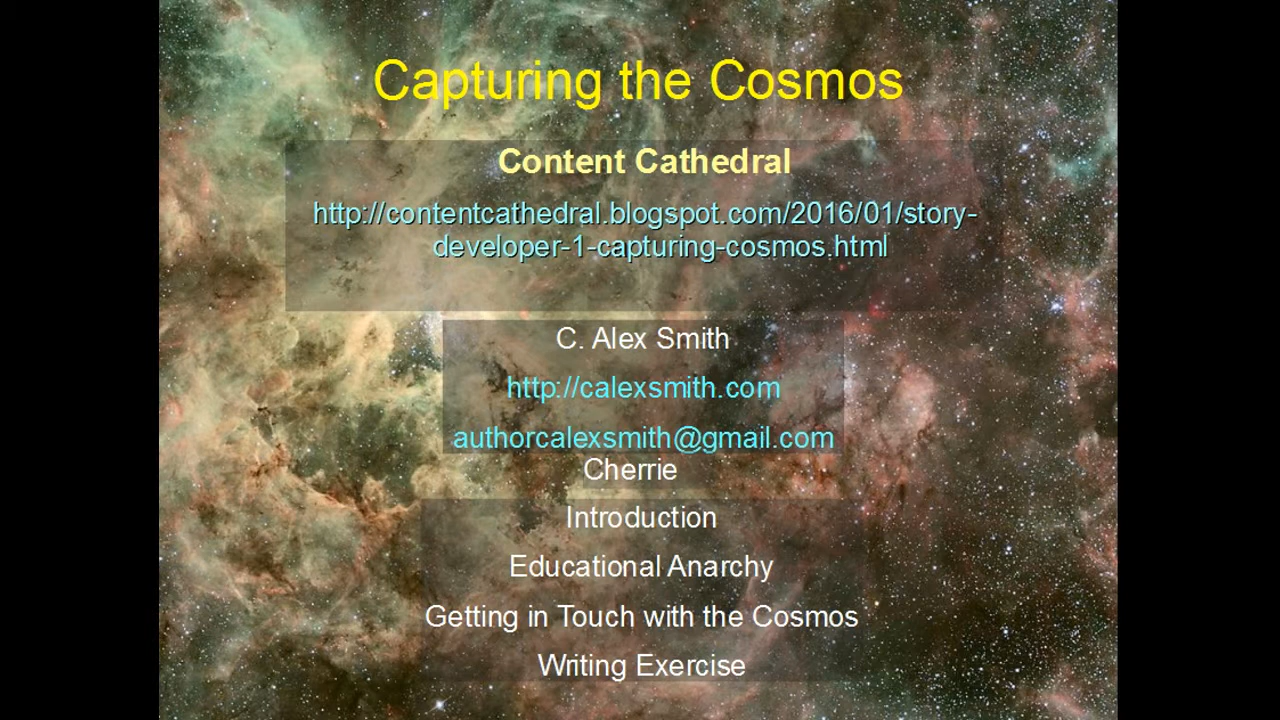 Capturing the Cosmos
Content Cathedral
http://contentcathedral.blogspot.com/2016/01/story-
developer-1-capturing-cosmos.html
C. Alex Smith
http://calexsmith.com
authorcalexsmith@gmail.com
Cherrie
Introduction
Educational Anarchy
Getting in Touch with the Cosmos
Writing Exercise